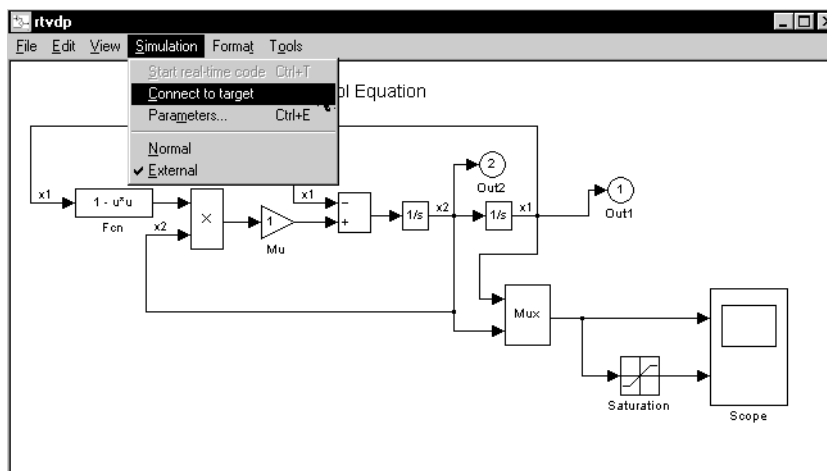 rtvdp
File Edit View Simulation Format Tools
Start real-time code Ctrl+T
Connect to target
Parameters... Ctrl+E
Normal
External
ol Equation
x1
1 - u*u
Fcn
x2
×
1
Mu
x1
−
+
1/s
x2
1/s
x1
2
Out2
1
Out1
Mux
Saturation
Scope